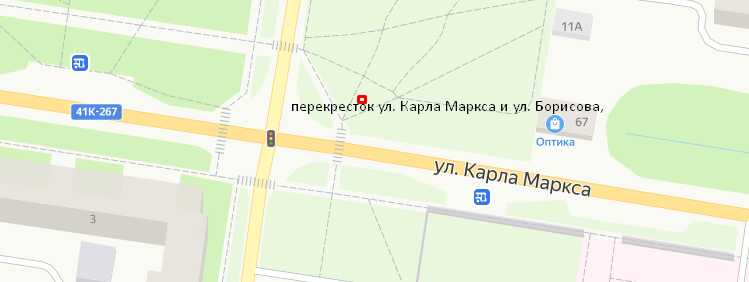 11А
перекресток ул. Карла Маркса и ул. Борисова,
41К-267
67
Оптика
ул. Карла Маркса
3